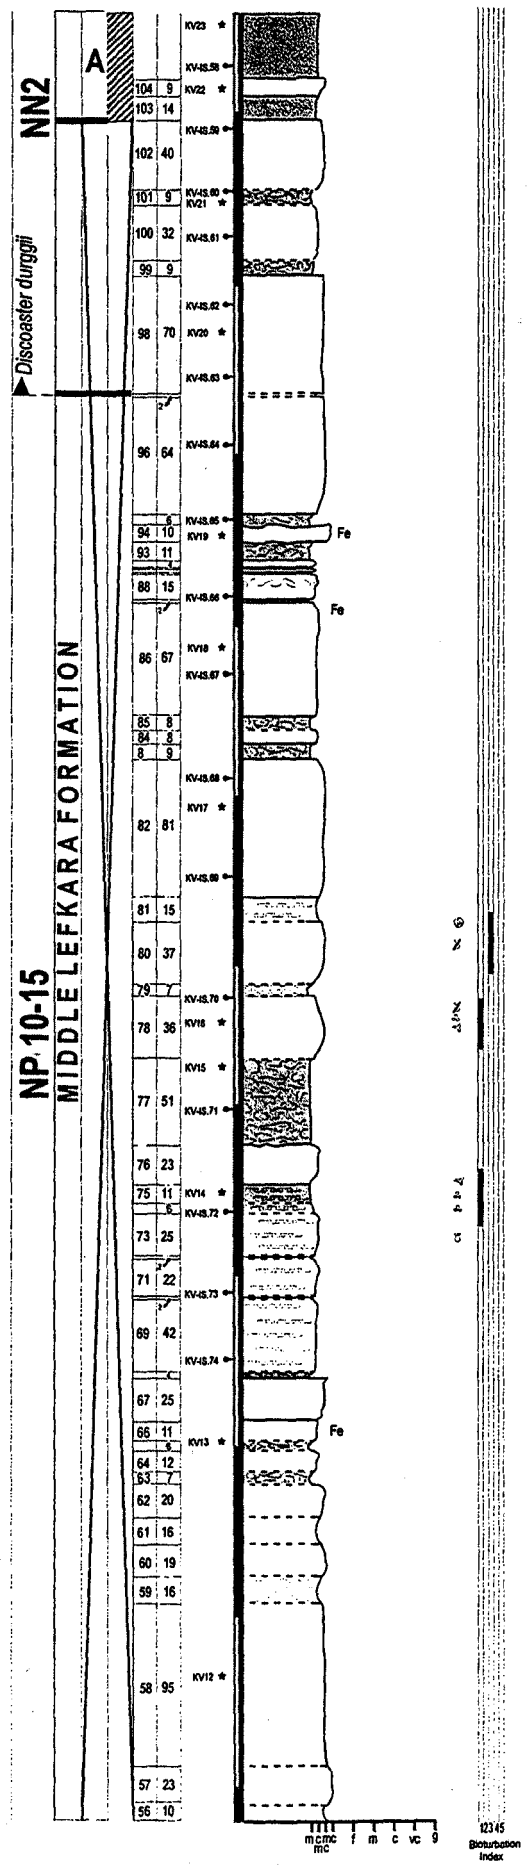 NN2
A
Discoaster durggii
NP 10-15
MIDDLE LEFKARA FORMATION
KV23
KV-IS.58
104 9 KV22
103 14
KV-IS.59
102 40
KV-IS.60
101 9 KV21
100 32 KV-IS.61
99 9
KV-IS.62
98 70 KV20
KV-IS.63
2
96 64 KV-IS.64
6 KV-IS.65
94 10 KV19 Fe
93 11
88 15
KV-IS.66
Fe
86 67 KV18
KV-IS.67
85 8
84 8
8 9
KV-IS.68
KV17
82 81
KV-IS.69
81 15
80 37
79 7
KV-IS.70
78 36 KV16
KV15
77 51 KV-IS.71
76 23
75 11 KV14
6 KV-IS.72
73 25
71 22
KV-IS.73
69 42
KV-IS.74
67 25
66 11 Fe
6 KV13
64 12
63 7
62 20
61 16
60 19
59 16
58 95 KV12
57 23
56 10
m c mc f m c vc g
mc
12345
Bioturbation
Index